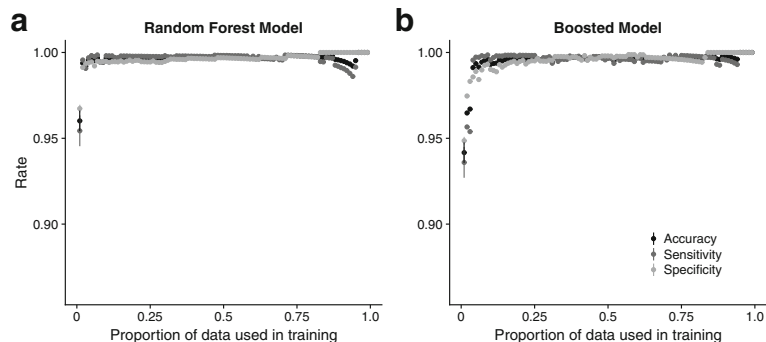 a
Random Forest Model
b
Boosted Model
Rate
1.00
0.95
0.90
0
0.25
0.5
0.75
1.0
Proportion of data used in training
1.00
0.95
0.90
Accuracy
Sensitivity
Specificity
0
0.25
0.5
0.75
1.0
Proportion of data used in training